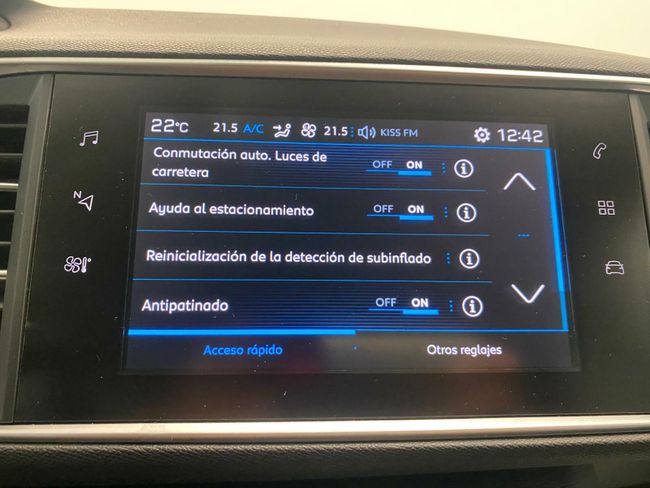 22°C 21.5 A/C 21.5 KISS FM 12:42
Conmutación auto. Luces de
carretera
OFF ON
Ayuda al estacionamiento OFF ON
Reinicialización de la detección de subinflado
Antipatinado OFF ON
Acceso rápido Otros reglajes
N